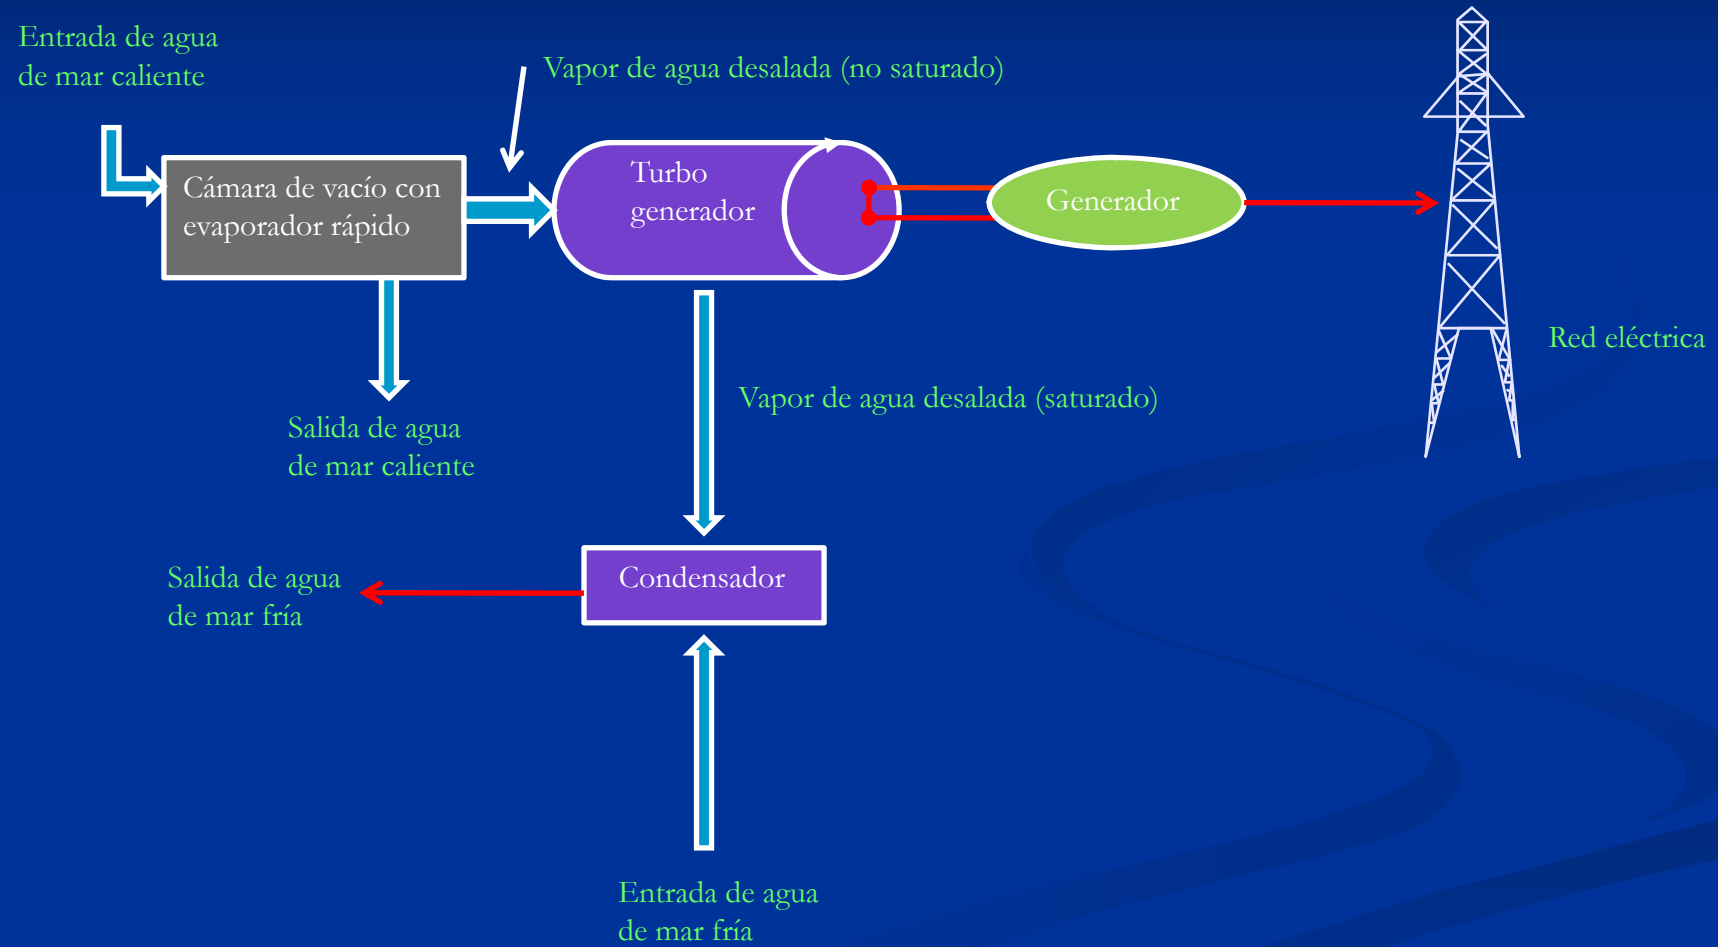 Entrada de agua
de mar caliente
Vapor de agua desalada (no saturado)
Cámara de vacío con
evaporador rápido
Turbo
generador
Generador
Red eléctrica
Vapor de agua desalada (saturado)
Salida de agua
de mar caliente
Condensador
Salida de agua
de mar fría
Entrada de agua
de mar fría